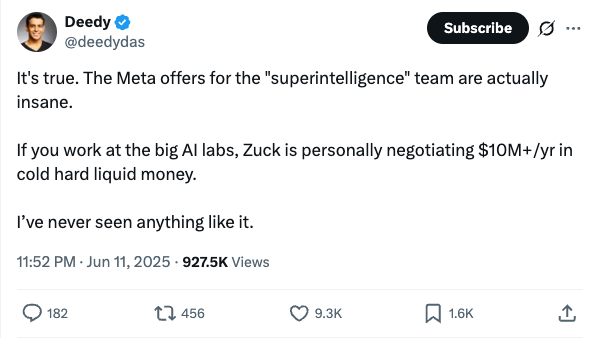 Deedy
@deedydas
Subscribe
It's true. The Meta offers for the "superintelligence" team are actually
insane.
If you work at the big AI labs, Zuck is personally negotiating $10M+/yr in
cold hard liquid money.
I’ve never seen anything like it.
11:52 PM · Jun 11, 2025 · 927.5K Views
182 456 9.3K 1.6K